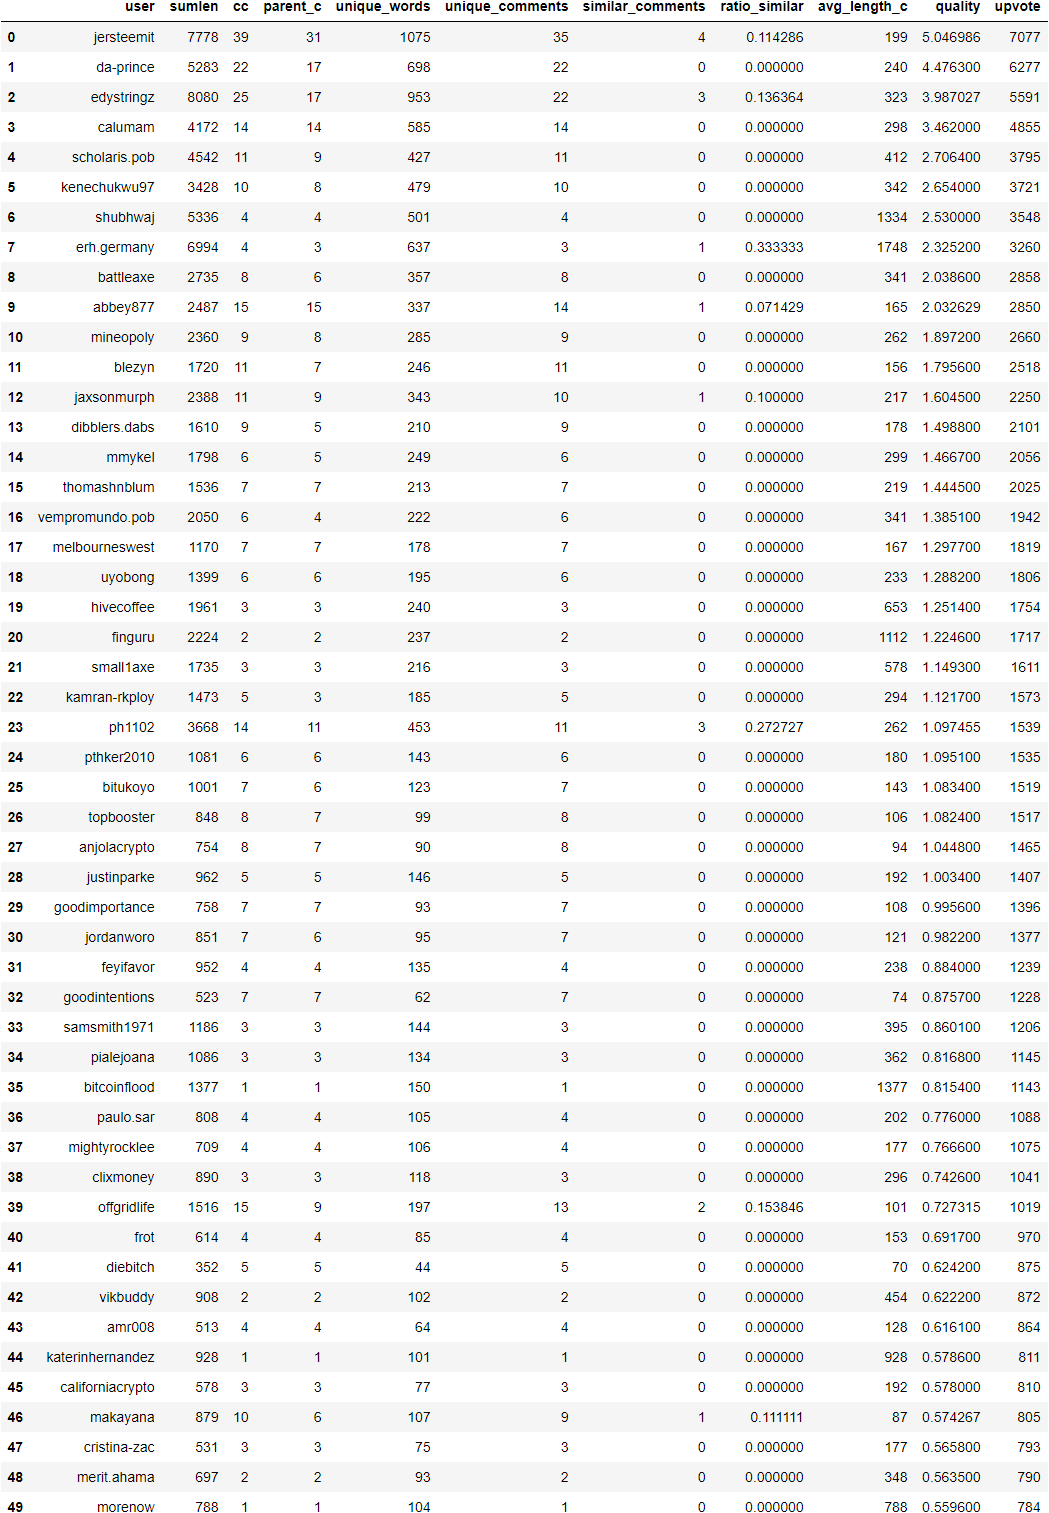 user sumlen cc parent_c unique_words unique_comments similar_comments ratio_similar avg_length_c quality upvote
0 jersteemit 7778 39 31 1075 35 4 0.114286 199 5.046986 7077
1 da-prince 5283 22 17 698 22 0 0.000000 240 4.476300 6277
2 edystringz 8080 25 17 953 22 3 0.136364 323 3.987027 5591
3 calumam 4172 14 14 585 14 0 0.000000 298 3.462000 4855
4 scholaris.pob 4542 11 9 427 11 0 0.000000 412 2.706400 3795
5 kenechukwu97 3428 10 8 479 10 0 0.000000 342 2.654000 3721
6 shubhwaj 5336 4 4 501 4 0 0.000000 1334 2.530000 3548
7 erh.germany 6994 4 3 637 3 1 0.333333 1748 2.325200 3260
8 battleaxe 2735 8 6 357 8 0 0.000000 341 2.038600 2858
9 abbey877 2487 15 15 337 14 1 0.071429 165 2.032629 2850
10 mineopoly 2360 9 8 285 9 0 0.000000 262 1.897200 2660
11 blezyn 1720 11 7 246 11 0 0.000000 156 1.795600 2518
12 jaxsonmurph 2388 11 9 343 10 1 0.100000 217 1.604500 2250
13 dibblers.dabs 1610 9 5 210 9 0 0.000000 178 1.498800 2101
14 mmykel 1798 6 5 249 6 0 0.000000 299 1.466700 2056
15 thomashnblum 1536 7 7 213 7 0 0.000000 219 1.444500 2025
16 vempromundo.pob 2050 6 4 222 6 0 0.000000 341 1.385100 1942
17 melbourneswest 1170 7 7 178 7 0 0.000000 167 1.297700 1819
18 uyobong 1399 6 6 195 6 0 0.000000 233 1.288200 1806
19 hivecoffee 1961 3 3 240 3 0 0.000000 653 1.251400 1754
20 finguru 2224 2 2 237 2 0 0.000000 1112 1.224600 1717
21 small1axe 1735 3 3 216 3 0 0.000000 578 1.149300 1611
22 kamran-rkploy 1473 5 3 185 5 0 0.000000 294 1.121700 1573
23 ph1102 3668 14 11 453 11 3 0.272727 262 1.097455 1539
24 pthker2010 1081 6 6 143 6 0 0.000000 180 1.095100 1535
25 bitukoyo 1001 7 6 123 7 0 0.000000 143 1.083400 1519
26 topbooster 848 8 7 99 8 0 0.000000 106 1.082400 1517
27 anjolacrypto 754 8 7 90 8 0 0.000000 94 1.044800 1465
28 justinparke 962 5 5 146 5 0 0.000000 192 1.003400 1407
29 goodimportance 758 7 7 93 7 0 0.000000 108 0.995600 1396
30 jordanworo 851 7 6 95 7 0 0.000000 121 0.982200 1377
31 feyifavor 952 4 4 135 4 0 0.000000 238 0.884000 1239
32 goodintentions 523 7 7 62 7 0 0.000000 74 0.875700 1228
33 samsmith1971 1186 3 3 144 3 0 0.000000 395 0.860100 1206
34 pialejoana 1086 3 3 134 3 0 0.000000 362 0.816800 1145
35 bitcoinflood 1377 1 1 150 1 0 0.000000 1377 0.815400 1143
36 paulo.sar 808 4 4 105 4 0 0.000000 202 0.776000 1088
37 mightyrocklee 709 4 4 106 4 0 0.000000 177 0.766600 1075
38 clixmoney 890 3 3 118 3 0 0.000000 296 0.742600 1041
39 offgridlife 1516 15 9 197 13 2 0.153846 101 0.727315 1019
40 frot 614 4 4 85 4 0 0.000000 153 0.691700 970
41 diebitch 352 5 5 44 5 0 0.000000 70 0.624200 875
42 vikbuddy 908 2 2 102 2 0 0.000000 454 0.622200 872
43 amr008 513 4 4 64 4 0 0.000000 128 0.616100 864
44 katerinhernandez 928 1 1 101 1 0 0.000000 928 0.578600 811
45 californiacrypto 578 3 3 77 3 0 0.000000 192 0.578000 810
46 makayana 879 10 6 107 9 1 0.111111 87 0.574267 805
47 cristina-zac 531 3 3 75 3 0 0.000000 177 0.565800 793
48 merit.ahama 697 2 2 93 2 0 0.000000 348 0.563500 790
49 morenow 788 1 1 104 1 0 0.000000 788 0.559600 784